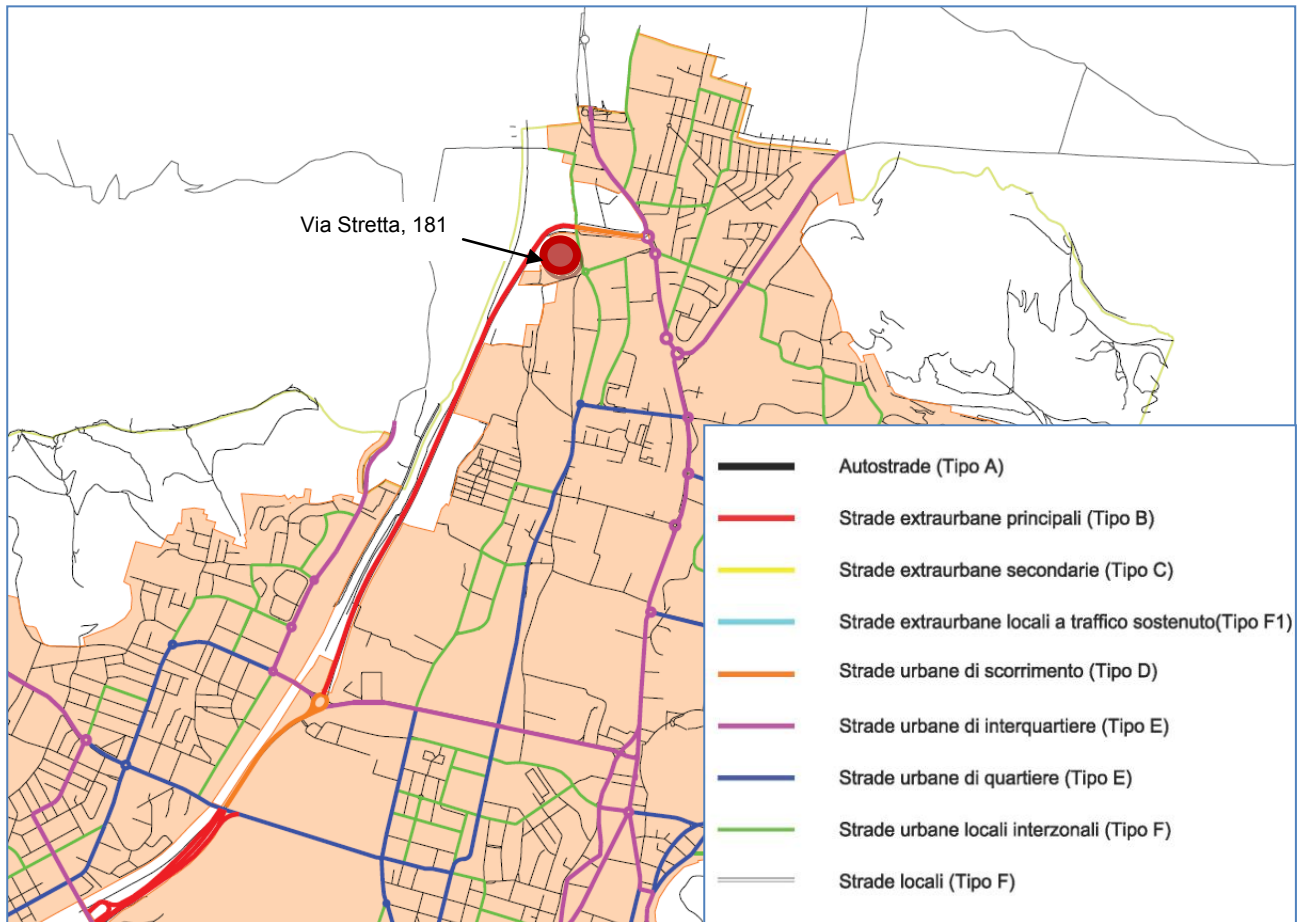 Via Stretta, 181
Autostrade (Tipo A)
Strade extraurbane principali (Tipo B)
Strade extraurbane secondarie (Tipo C)
Strade extraurbane locali a traffico sostenuto(Tipo F1)
Strade urbane di scorrimento (Tipo D)
Strade urbane di interquartiere (Tipo E)
Strade urbane di quartiere (Tipo E)
Strade urbane locali interzonali (Tipo F)
Strade locali (Tipo F)